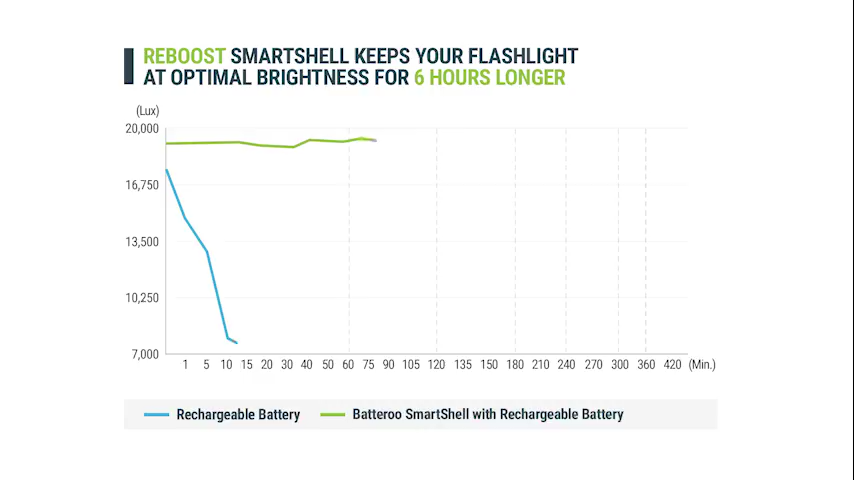 REBOOST SMARTSHELL KEEPS YOUR FLASHLIGHT
AT OPTIMAL BRIGHTNESS FOR 6 HOURS LONGER
(Lux)
20,000
16,750
13,500
10,250
7,000
1 5 10 15 20 30 40 50 60 75 90 105 120 135 150 180 210 240 270 300 360 420 (Min.)
Rechargeable Battery Batteroo SmartShell with Rechargeable Battery